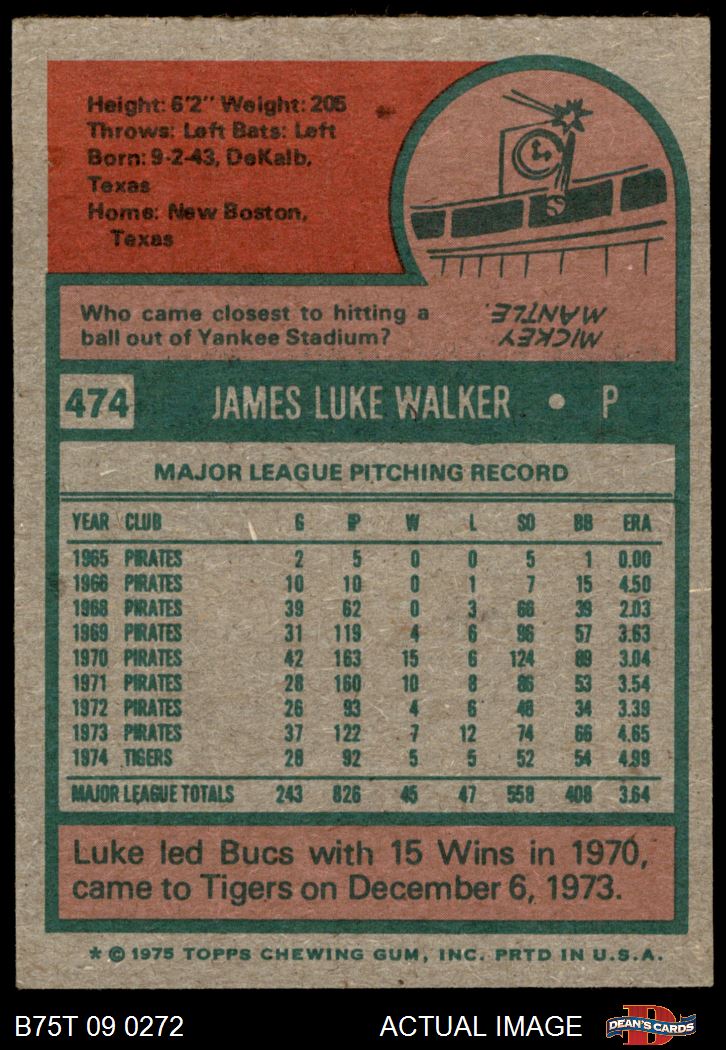 Height: 6'2" Weight: 205
Throws: Left Bats: Left
Born: 9-2-43, DeKalb,
Texas
Home: New Boston,
Texas
Who came closest to hitting a
ball out of Yankee Stadium?
MICKEY
MANTLE.
474 JAMES LUKE WALKER • P
MAJOR LEAGUE PITCHING RECORD
YEAR CLUB G IP W L SO BB ERA
1965 PIRATES 2 5 0 0 5 1 0.00
1966 PIRATES 10 10 0 1 7 15 4.50
1968 PIRATES 39 62 0 3 66 39 2.03
1969 PIRATES 31 119 4 6 96 57 3.63
1970 PIRATES 42 163 15 6 124 89 3.04
1971 PIRATES 28 160 10 8 86 53 3.54
1972 PIRATES 26 93 4 6 48 34 3.39
1973 PIRATES 37 122 7 12 74 66 4.65
1974 TIGERS 28 92 5 5 52 54 4.99
MAJOR LEAGUE TOTALS 243 826 45 47 558 408 3.64
Luke led Bucs with 15 Wins in 1970,
came to Tigers on December 6, 1973.
* © 1975 TOPPS CHEWING GUM, INC. PRTD IN U.S.A.
B75T 09 0272 ACTUAL IMAGE DEAN'S CARDS